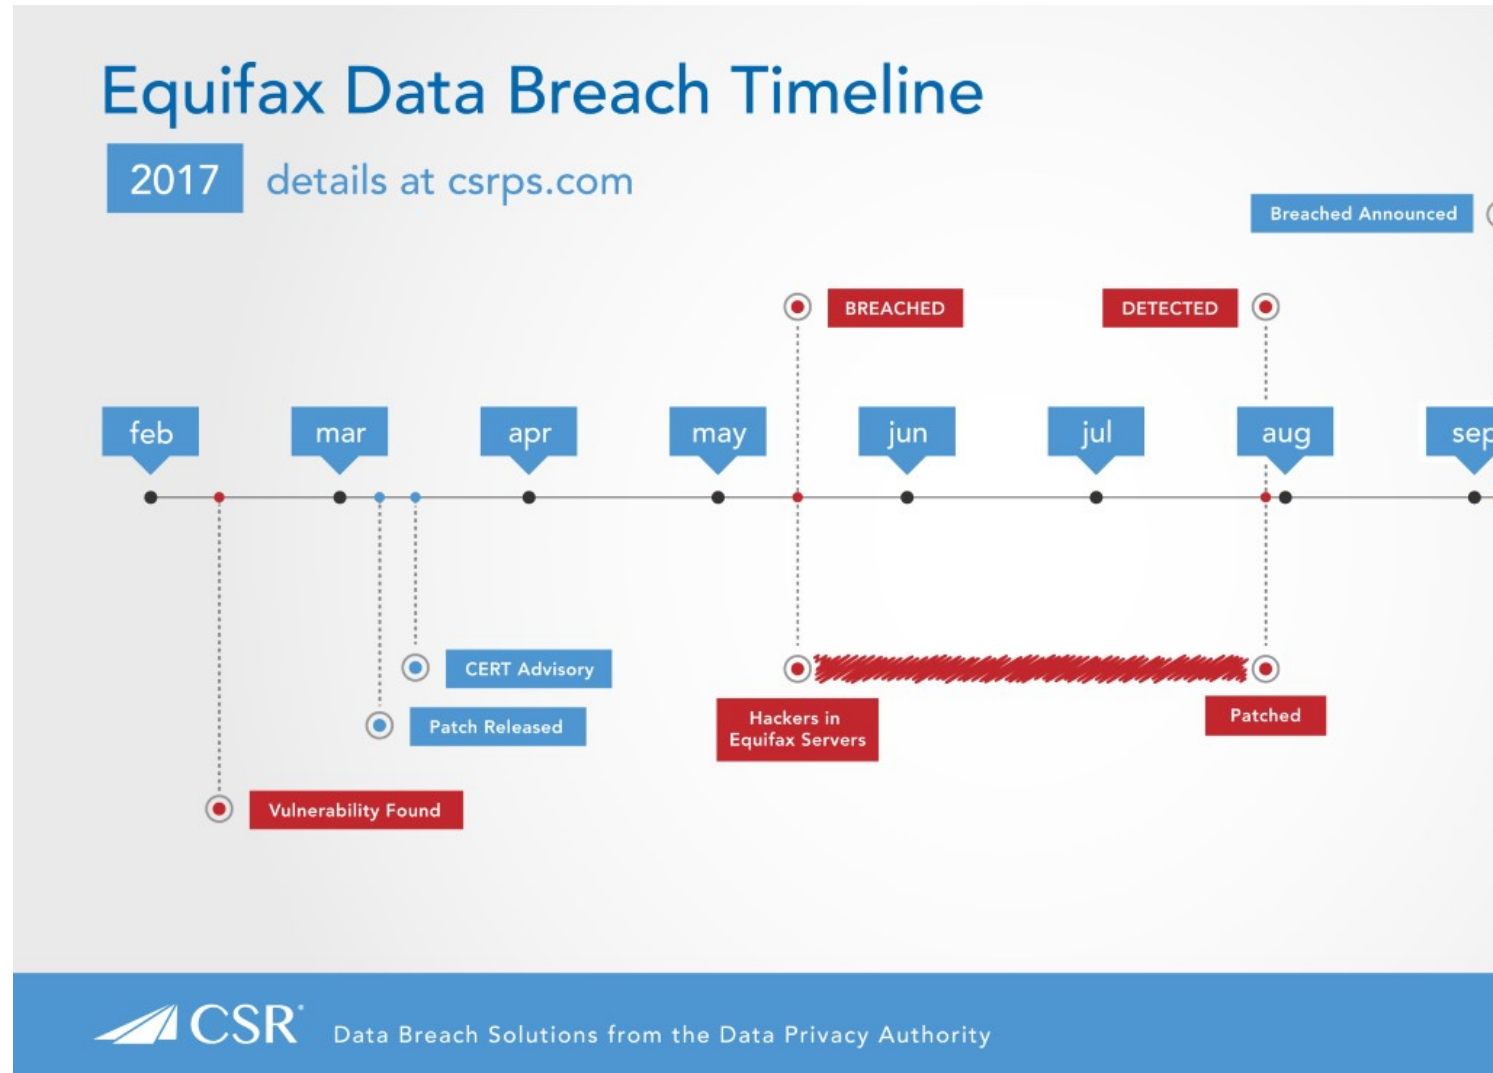 Equifax Data Breach Timeline
2017 details at csrps.com
Breached Announced
BREACHED
DETECTED
feb
mar
apr
may
jun
jul
aug
sep
CERT Advisory
Patch Released
Hackers in
Equifax Servers
Patched
Vulnerability Found
CSR®
Data Breach Solutions from the Data Privacy Authority